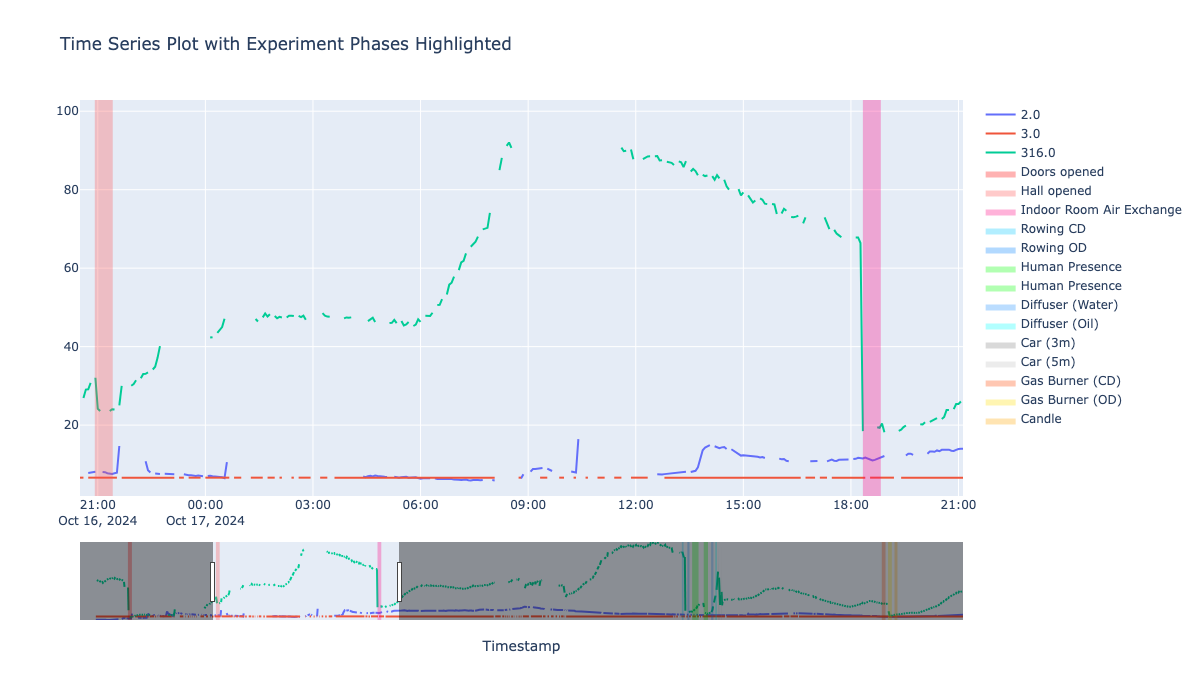 Time Series Plot with Experiment Phases Highlighted
100
80
60
40
20
21:00
Oct 16, 2024
00:00
Oct 17, 2024
03:00
06:00
09:00
12:00
15:00
18:00
21:00
2.0
3.0
316.0
Doors opened
Hall opened
Indoor Room Air Exchange
Rowing CD
Rowing OD
Human Presence
Human Presence
Diffuser (Water)
Diffuser (Oil)
Car (3m)
Car (5m)
Gas Burner (CD)
Gas Burner (OD)
Candle
Timestamp